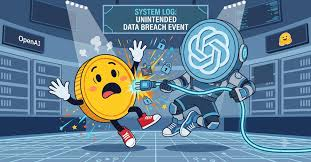 SYSTEM LOG:
UNINTENDED
DATA BREACH EVENT
OpenAI